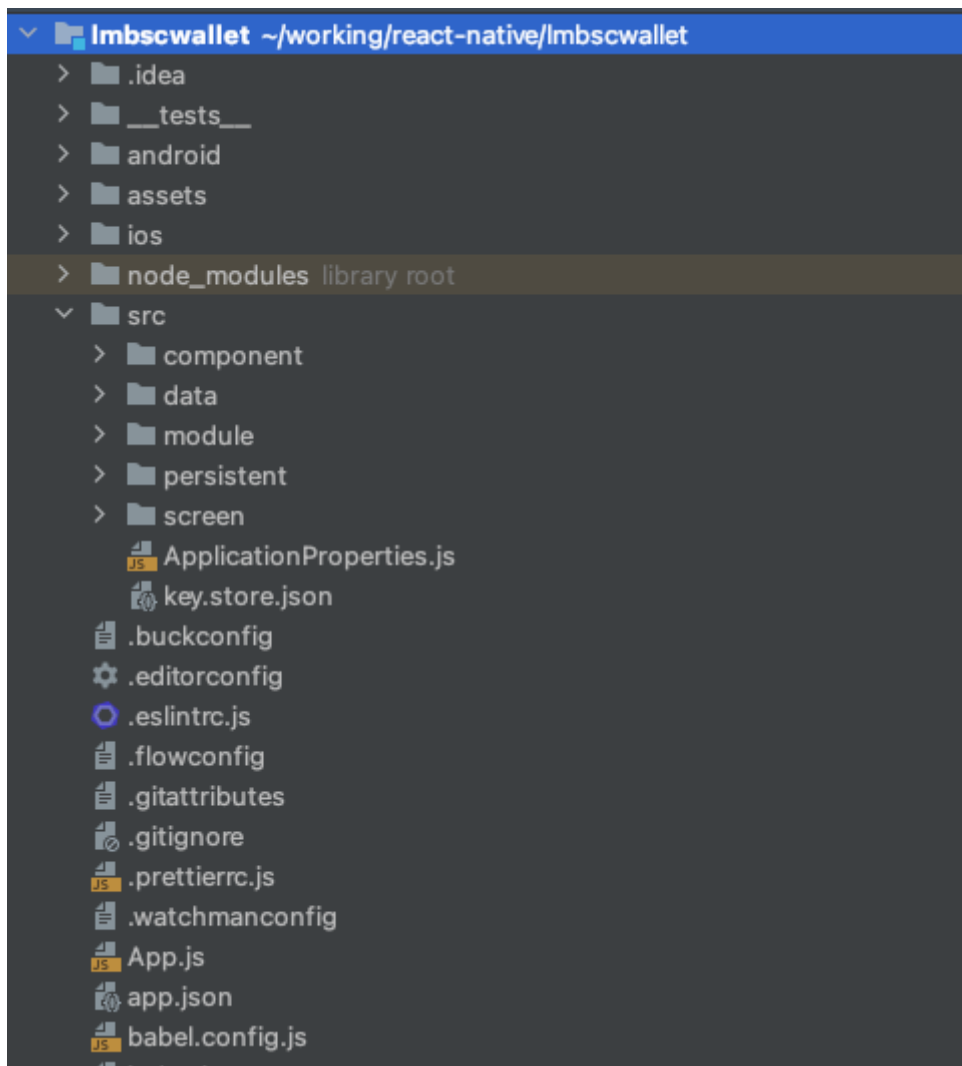 lmbscwallet ~/working/react-native/lmbscwallet
.idea
__tests__
android
assets
ios
node_modules library root
src
component
data
module
persistent
screen
ApplicationProperties.js
key.store.json
.buckconfig
.editorconfig
.eslintrc.js
.flowconfig
.gitattributes
.gitignore
.prettierrc.js
.watchmanconfig
App.js
app.json
babel.config.js